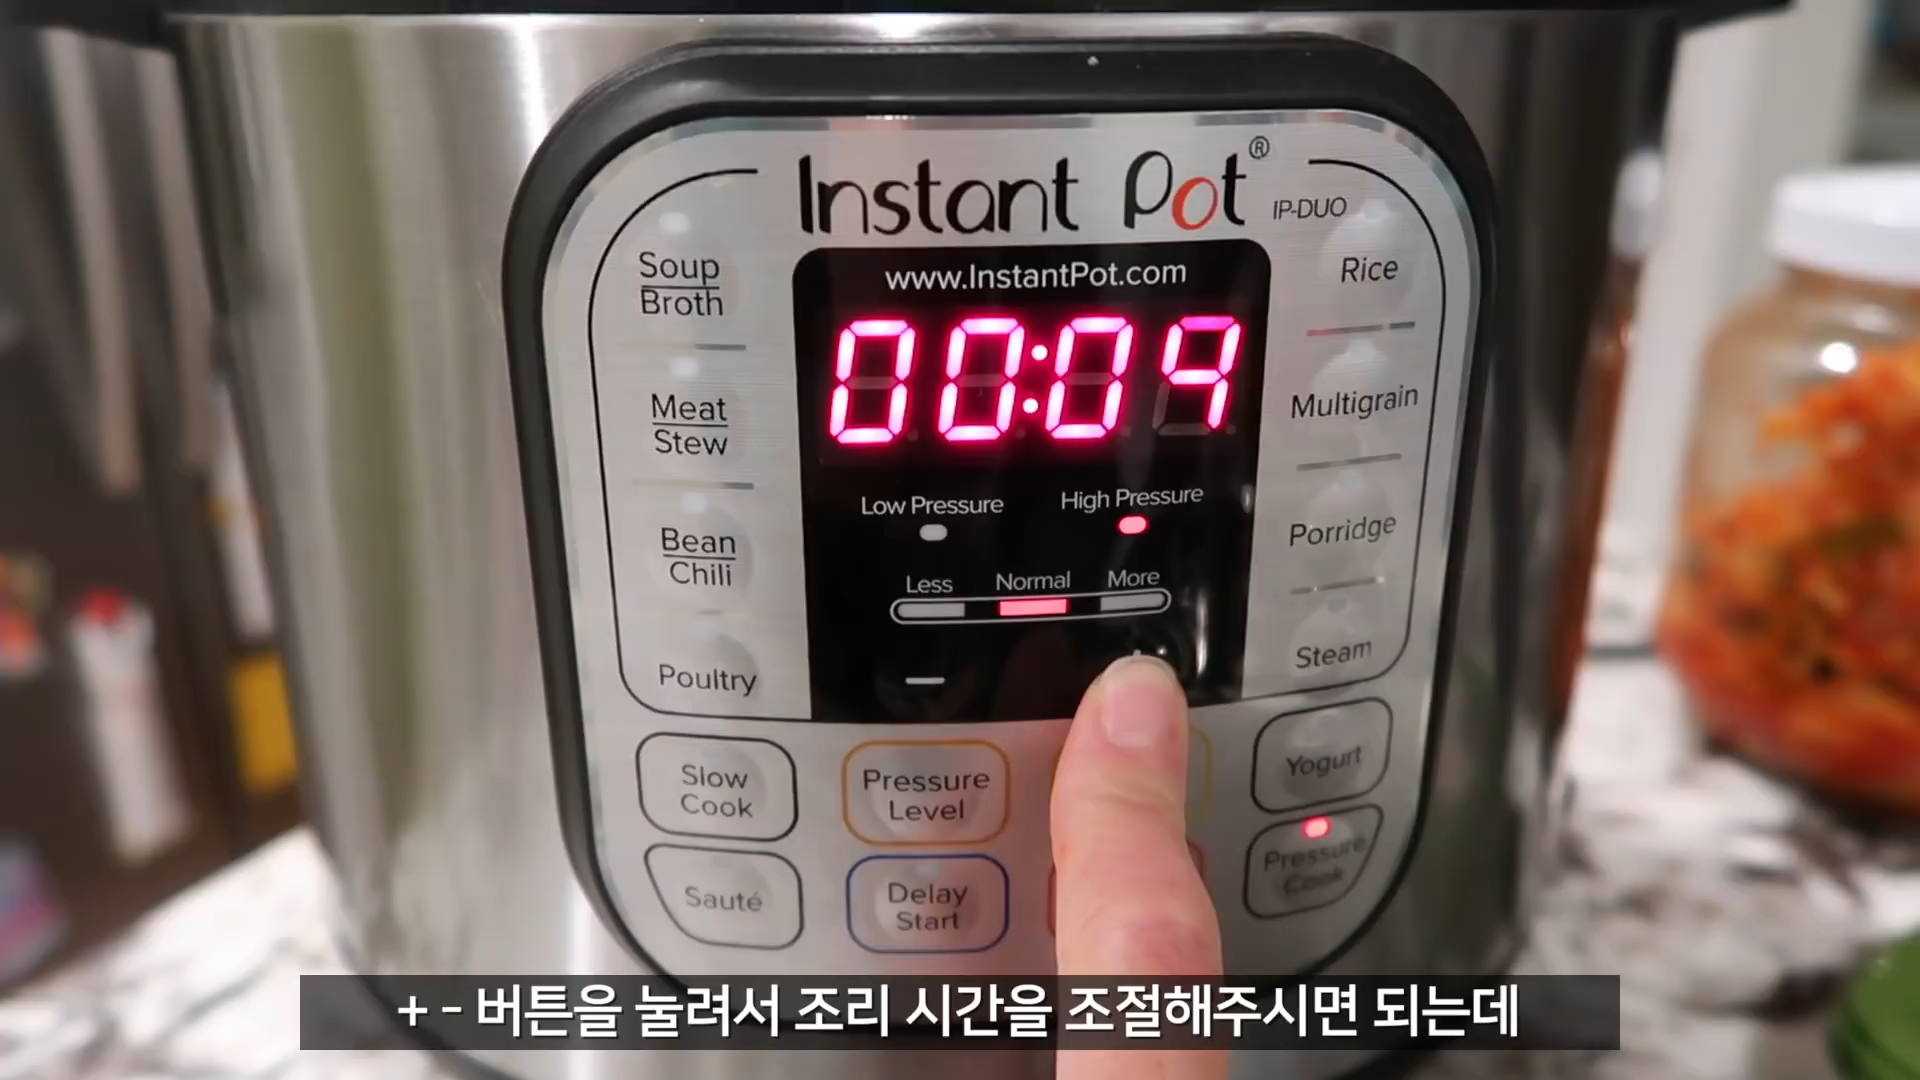 Instant Pot®
IP-DUO
www.InstantPot.com
00:09
Soup
Broth
Meat
Stew
Bean
Chili
Poultry
Rice
Multigrain
Porridge
Steam
Low Pressure
High Pressure
Less
Normal
More
−
Slow
Cook
Pressure
Level
Yogurt
Sauté
Delay
Start
Pressure
Cook
+ - 버튼을 눌려서 조리 시간을 조절해주시면 되는데